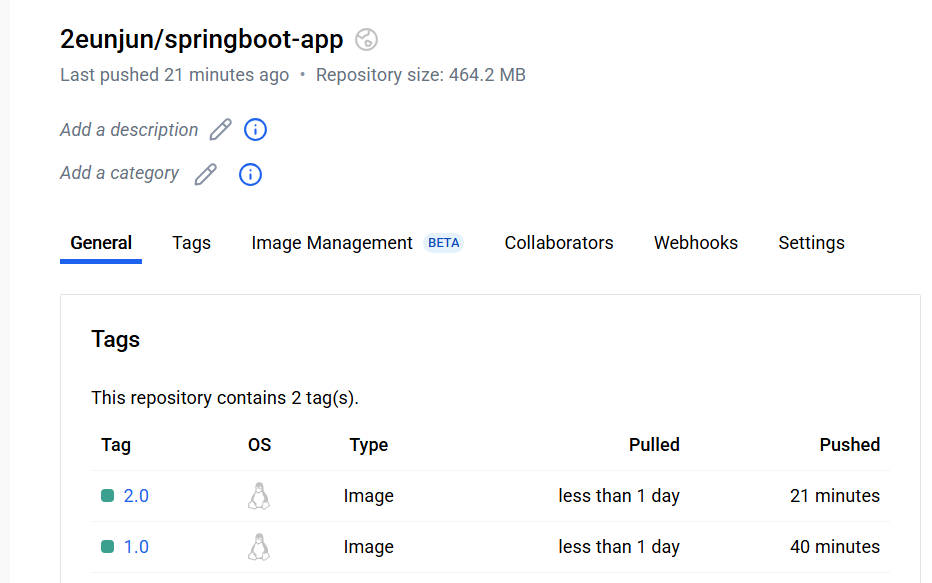 2eunjun/springboot-app
Last pushed 21 minutes ago • Repository size: 464.2 MB
Add a description
Add a category
General Tags Image Management BETA Collaborators Webhooks Settings
Tags
This repository contains 2 tag(s).
Tag OS Type Pulled Pushed
2.0 Image less than 1 day 21 minutes
1.0 Image less than 1 day 40 minutes